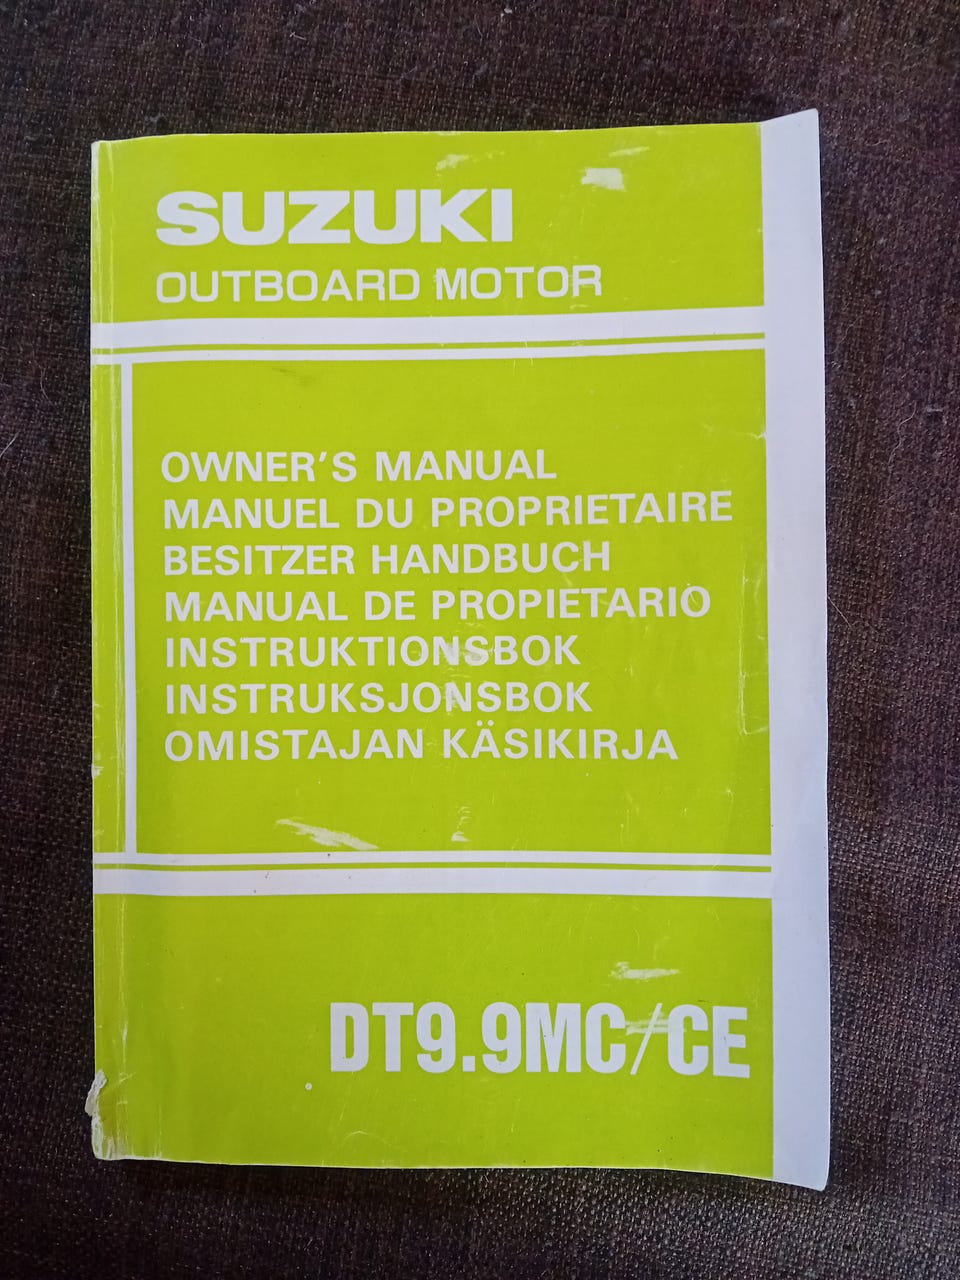 SUZUKI
OUTBOARD MOTOR
OWNER'S MANUAL
MANUEL DU PROPRIETAIRE
BESITZER HANDBUCH
MANUAL DE PROPIETARIO
INSTRUKTIONSBOK
INSTRUKSJONSBOK
OMISTAJAN KÄSIKIRJA
DT9.9MC/CE